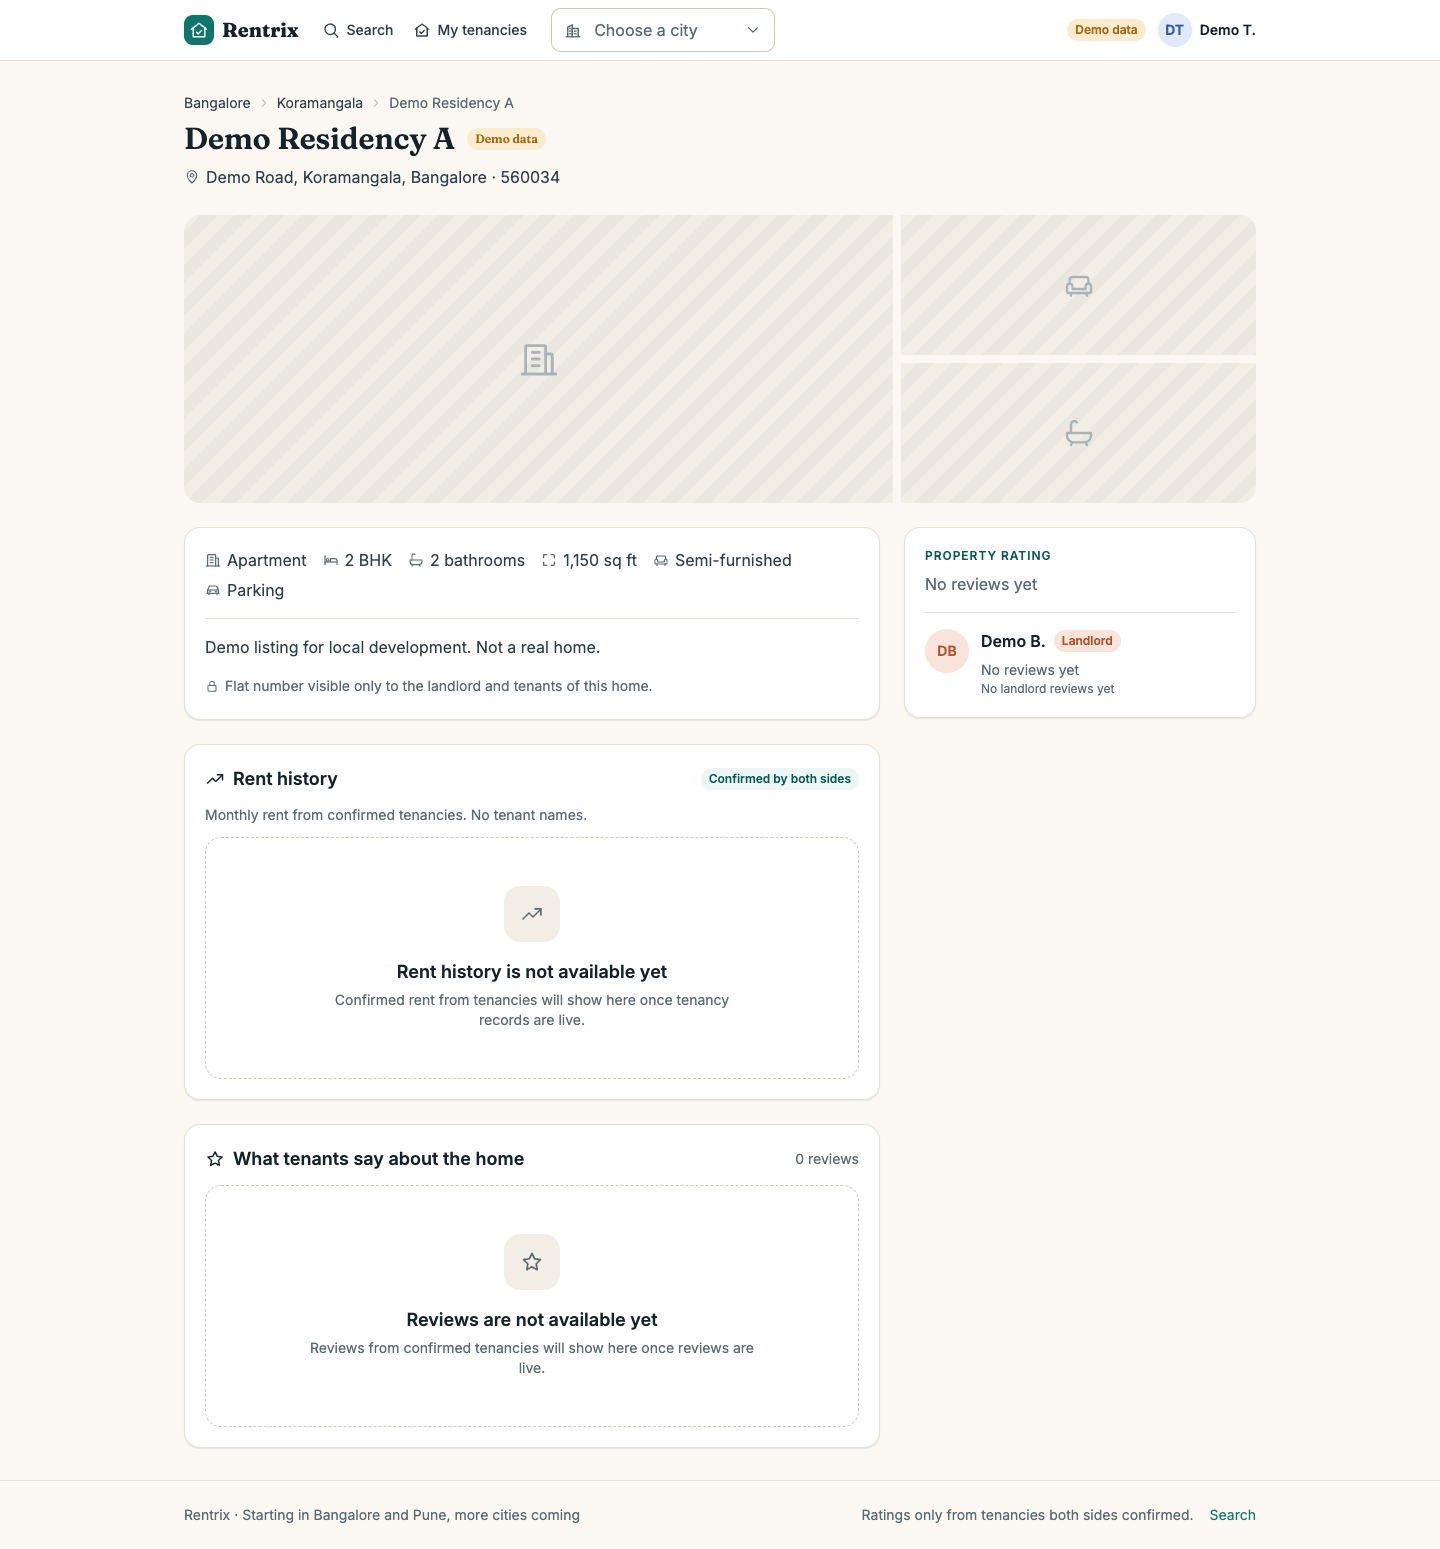 Rentrix
Search
My tenancies
Choose a city
Demo data
DT
Demo T.
Bangalore
Koramangala
Demo Residency A
Demo Residency A
Demo data
Demo Road, Koramangala, Bangalore · 560034
Apartment
2 BHK
2 bathrooms
1,150 sq ft
Semi-furnished
Parking
Demo listing for local development. Not a real home.
Flat number visible only to the landlord and tenants of this home.
PROPERTY RATING
No reviews yet
DB
Demo B.
Landlord
No reviews yet
No landlord reviews yet
Rent history
Confirmed by both sides
Monthly rent from confirmed tenancies. No tenant names.
Rent history is not available yet
Confirmed rent from tenancies will show here once tenancy
records are live.
What tenants say about the home
0 reviews
Reviews are not available yet
Reviews from confirmed tenancies will show here once reviews are
live.
Rentrix · Starting in Bangalore and Pune, more cities coming
Ratings only from tenancies both sides confirmed.
Search